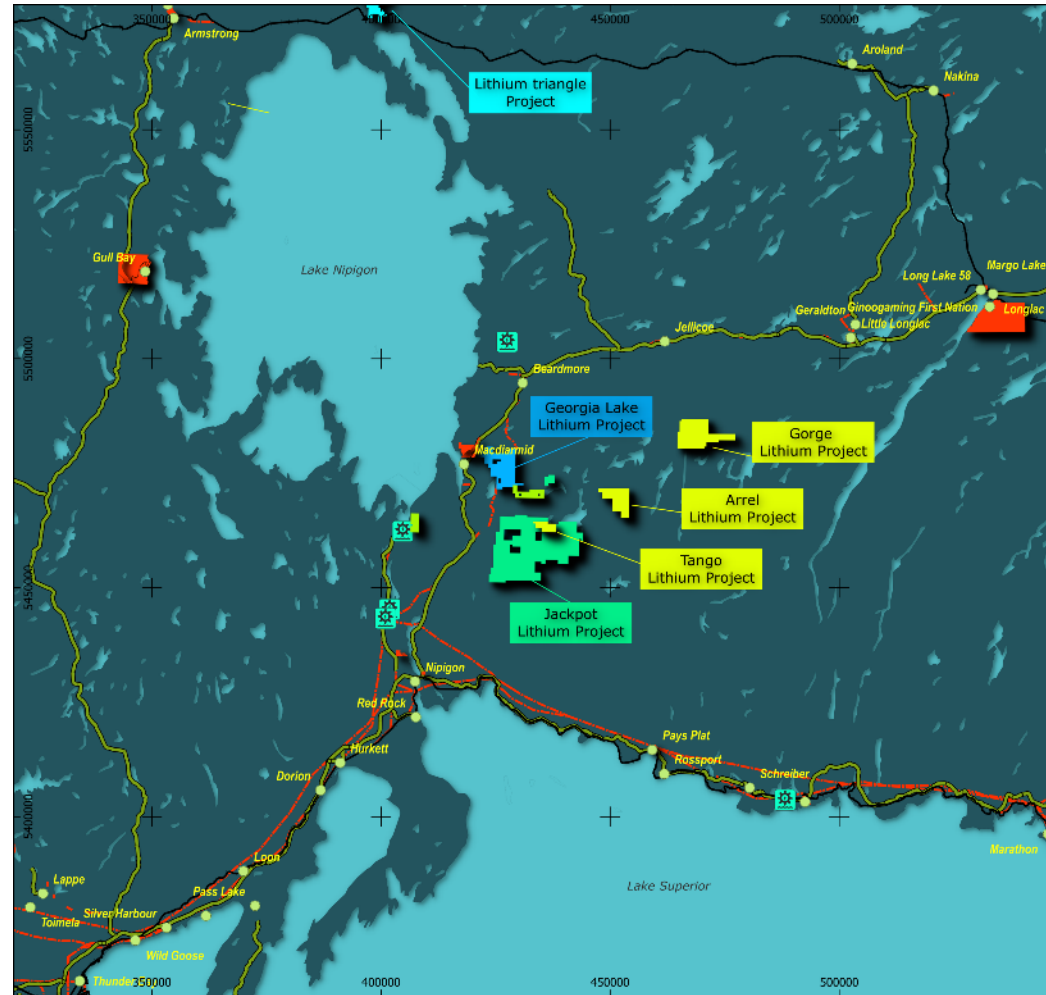 350000
450000
500000
Armstrong
Aroland
Lithium triangle
Project
Nakina
5550000
Gull Bay
Lake Nipigon
Long Lake 58
Margo Lake
Geraldton
Ginoogaming First Nation
Longlac
Little Longlac
Jellicoe
5500000
Beardmore
Georgia Lake
Lithium Project
Gorge
Lithium Project
Macdiarmid
Arrel
Lithium Project
Tango
Lithium Project
5450000
Jackpot
Lithium Project
Nipigon
Red Rock
Pays Plat
Hurkett
Rossport
Dorion
Schreiber
5400000
Marathon
Loon
Lappe
Pass Lake
Lake Superior
Silver Harbour
Toimela
Wild Goose
Thunder
350000
400000
450000
500000